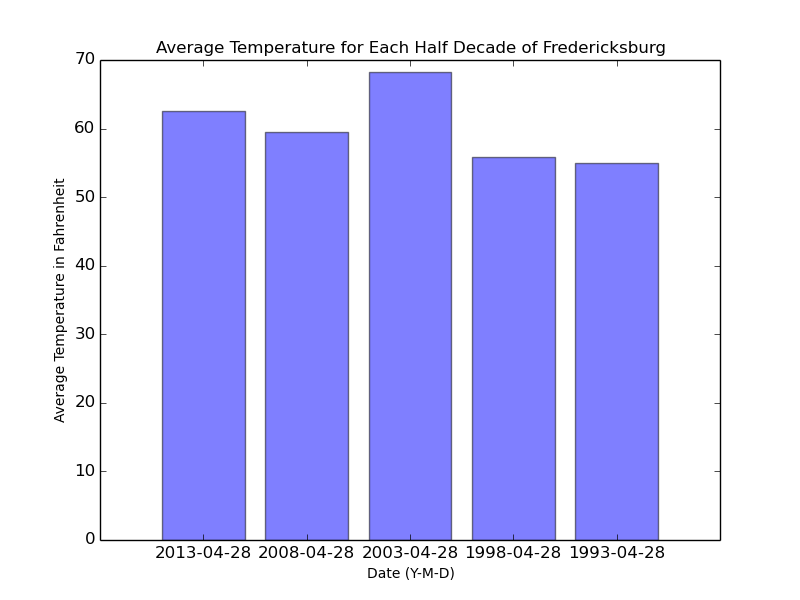 Average Temperature for Each Half Decade of Fredericksburg
70
60
50
40
30
20
10
0
Average Temperature in Fahrenheit
2013-04-28 2008-04-28 2003-04-28 1998-04-28 1993-04-28
Date (Y-M-D)